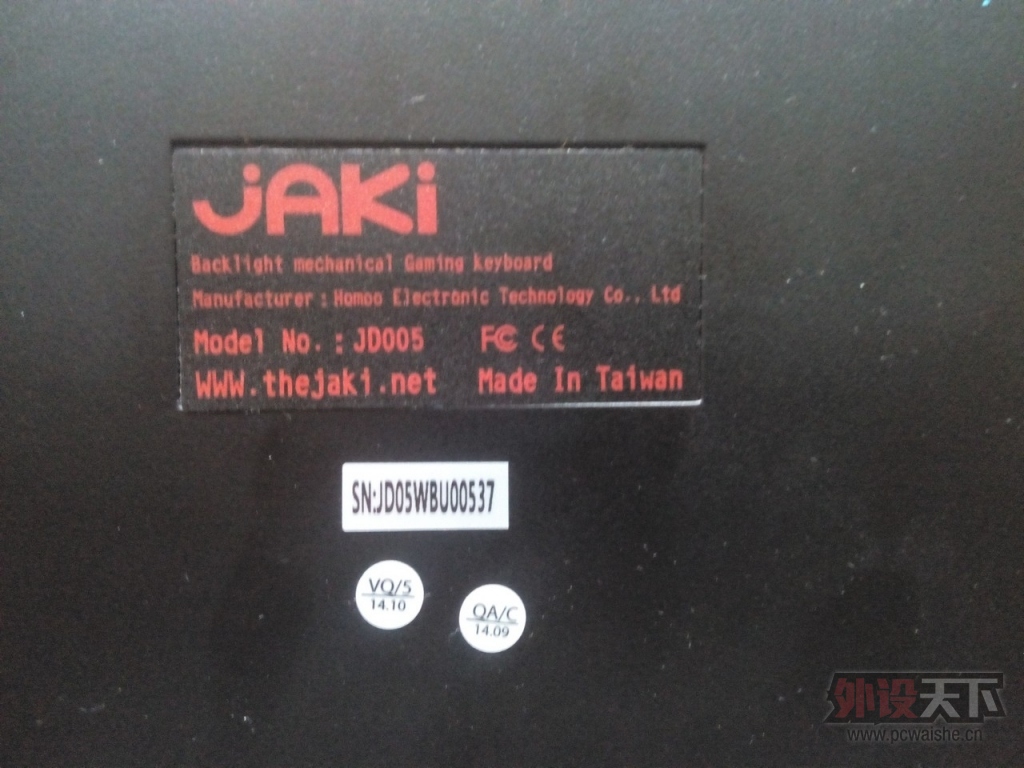 JAKi
Backlight mechanical Gaming keyboard
Manufacturer : Homoo Electronic Technology Co., Ltd
Model No. : JD005 FC CE
WWW.thejaki.net Made In Taiwan
SN:JD05WBU00537
VQ/5
14.10
QA/C
14.09
外设天下
www.pcwaishe.cn